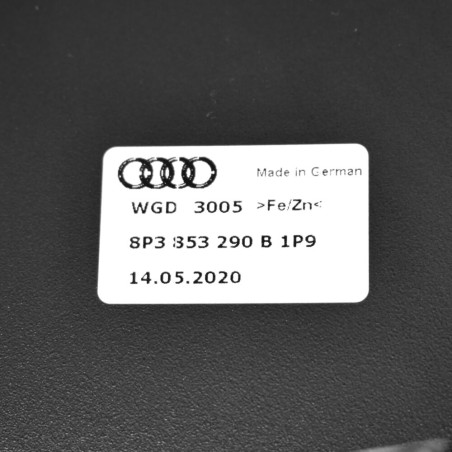 Made in German
WGD 3005 >Fe/Zn<
8P3 853 290 B 1P9
14.05.2020